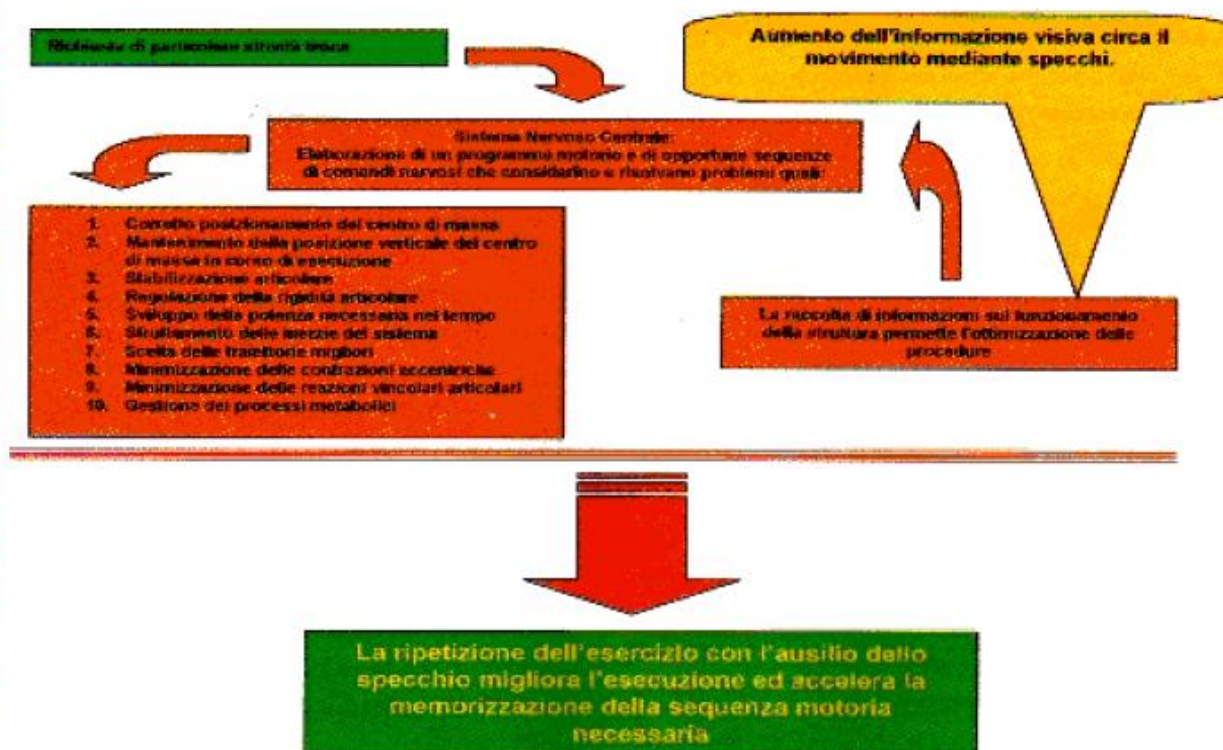 Richiesta di particolare attività
Aumento dell'informazione visiva circa il
movimento mediante specchi.
Sistema Nervoso Centrale:
Elaborazione di un programma motorio e di opportune sequenze
di comandi nervosi che considerino e risolvano problemi quali:
1. Corretto posizionamento del centro di massa
2. Mantenimento della posizione verticale del centro
di massa in corso di esecuzione
3. Stabilizzazione articolare
4. Regolazione della rigidità articolare
5. Sviluppo della potenza necessaria nel tempo
6. Sfruttamento delle inerzie del sistema
7. Scelta delle traiettorie migliori
8. Minimizzazione delle contrazioni eccentriche
9. Minimizzazione delle reazioni vincolari articolari
10. Gestione dei processi metabolici
La raccolta di informazioni sul funzionamento
della struttura permette l'ottimizzazione delle
procedure
La ripetizione dell'esercizio con l'ausilio dello
specchio migliora l'esecuzione ed accelera la
memorizzazione della sequenza motoria
necessaria